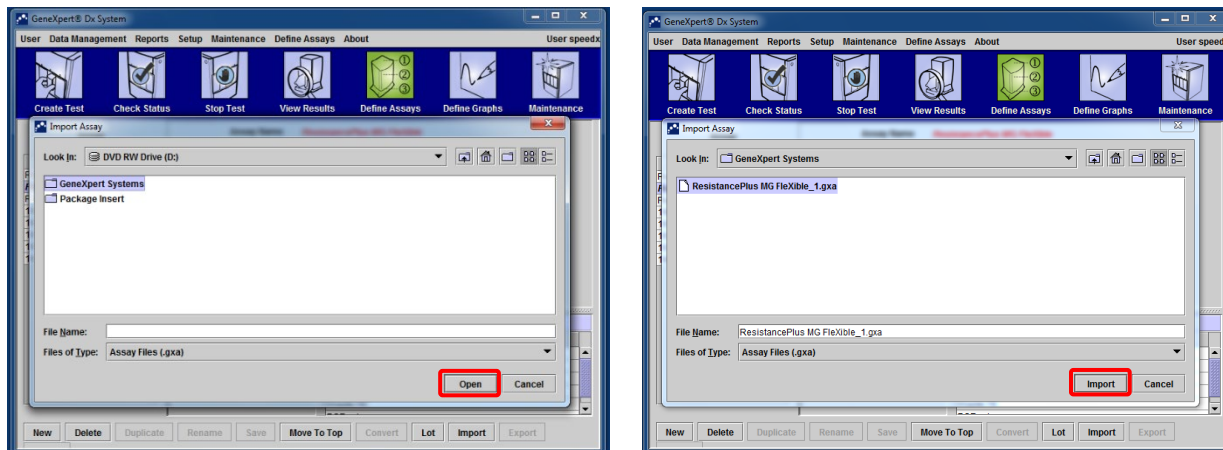 GeneXpert® Dx System
User Data Management Reports Setup Maintenance Define Assays About User speedx
Create Test Check Status Stop Test View Results Define Assays Define Graphs Maintenance
Import Assay
Look In: DVD RW Drive (D:)
GeneXpert Systems
Package Insert
File Name:
Files of Type: Assay Files (.gxa)
Open Cancel
New Delete Duplicate Rename Save Move To Top Convert Lot Import Export
GeneXpert® Dx System
User Data Management Reports Setup Maintenance Define Assays About User speed
Create Test Check Status Stop Test View Results Define Assays Define Graphs Maintenance
Import Assay
Look In: GeneXpert Systems
ResistancePlus MG FleXible_1.gxa
File Name: ResistancePlus MG FleXible_1.gxa
Files of Type: Assay Files (.gxa)
Import Cancel
New Delete Duplicate Rename Save Move To Top Convert Lot Import Export